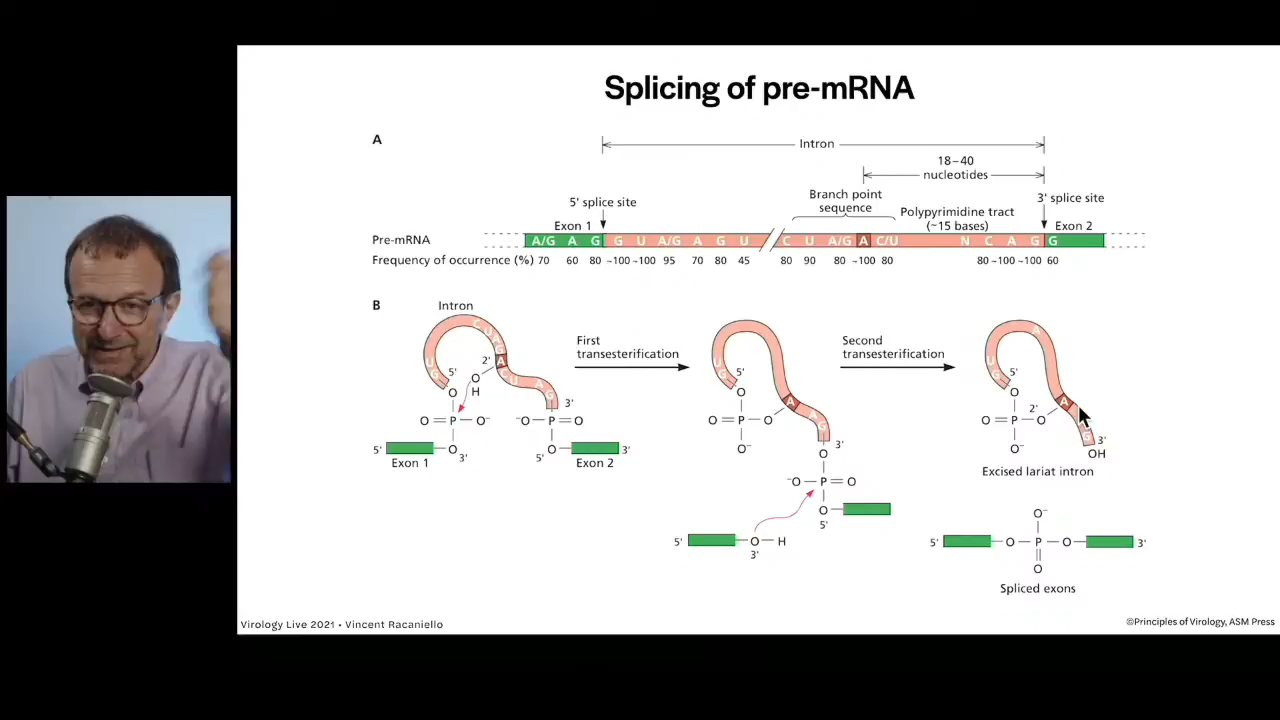 Splicing of pre-mRNA
A
Intron
18–40
nucleotides
Branch point
sequence
5' splice site
3' splice site
Polypyrimidine tract
(~15 bases)
Exon 1
Exon 2
Pre-mRNA
A/G A G G U A/G A G U C U A/G A C/U N C A G G
Frequency of occurrence (%) 70 60 80 ~100 ~100 95 70 80 45 80 90 80 ~100 80 80 ~100 ~100 60
B
Intron
First
transesterification
Second
transesterification
C U A G A C U A G
U G
5'
2'
O
H
3'
O
O = P — O⁻
⁻O — P = O
5' O 3'
5' O 3'
Exon 1
Exon 2
U G
5'
O
A
A G
3'
O = P — O
O⁻
O
⁻O — P = O
O
5'
5' O — H
3'
A
U G
5'
O
2'
A
G
3'
OH
O = P — O
O⁻
Excised lariat intron
O⁻
5' O — P — O 3'
O
Spliced exons
Virology Live 2021 • Vincent Racaniello
©Principles of Virology, ASM Press